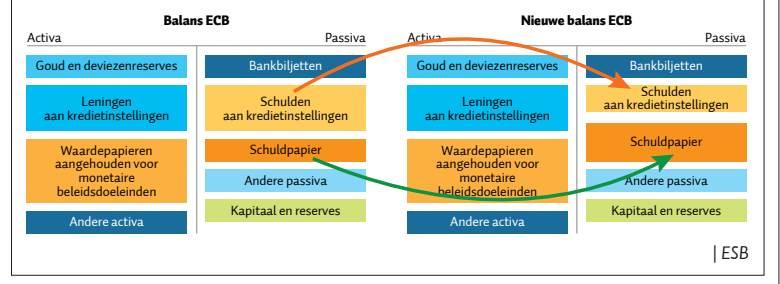 Balans ECB
Activa
Passiva
Goud en deviezenreserves
Leningen
aan kredietinstellingen
Waardepapieren
aangehouden voor
monetaire
beleidsdoeleinden
Andere activa
Bankbiljetten
Schulden
aan kredietinstellingen
Schuldpapier
Andere passiva
Kapitaal en reserves
Nieuwe balans ECB
Activa
Passiva
Goud en deviezenreserves
Leningen
aan kredietinstellingen
Waardepapieren
aangehouden voor
monetaire
beleidsdoeleinden
Andere activa
Bankbiljetten
Schulden
aan kredietinstellingen
Schuldpapier
Andere passiva
Kapitaal en reserves
| ESB